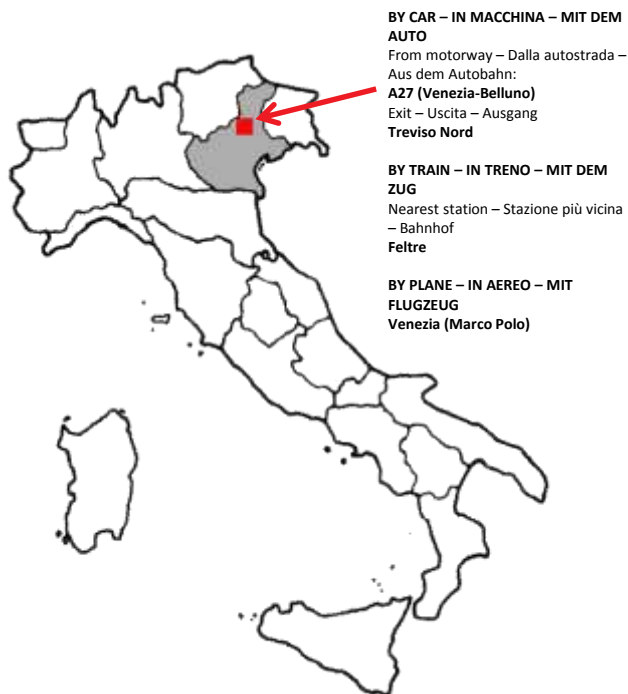 BY CAR – IN MACCHINA – MIT DEM
AUTO
From motorway – Dalla autostrada –
Aus dem Autobahn:
A27 (Venezia-Belluno)
Exit – Uscita – Ausgang
Treviso Nord
BY TRAIN – IN TRENO – MIT DEM
ZUG
Nearest station – Stazione più vicina
– Bahnhof
Feltre
BY PLANE – IN AEREO – MIT
FLUGZEUG
Venezia (Marco Polo)